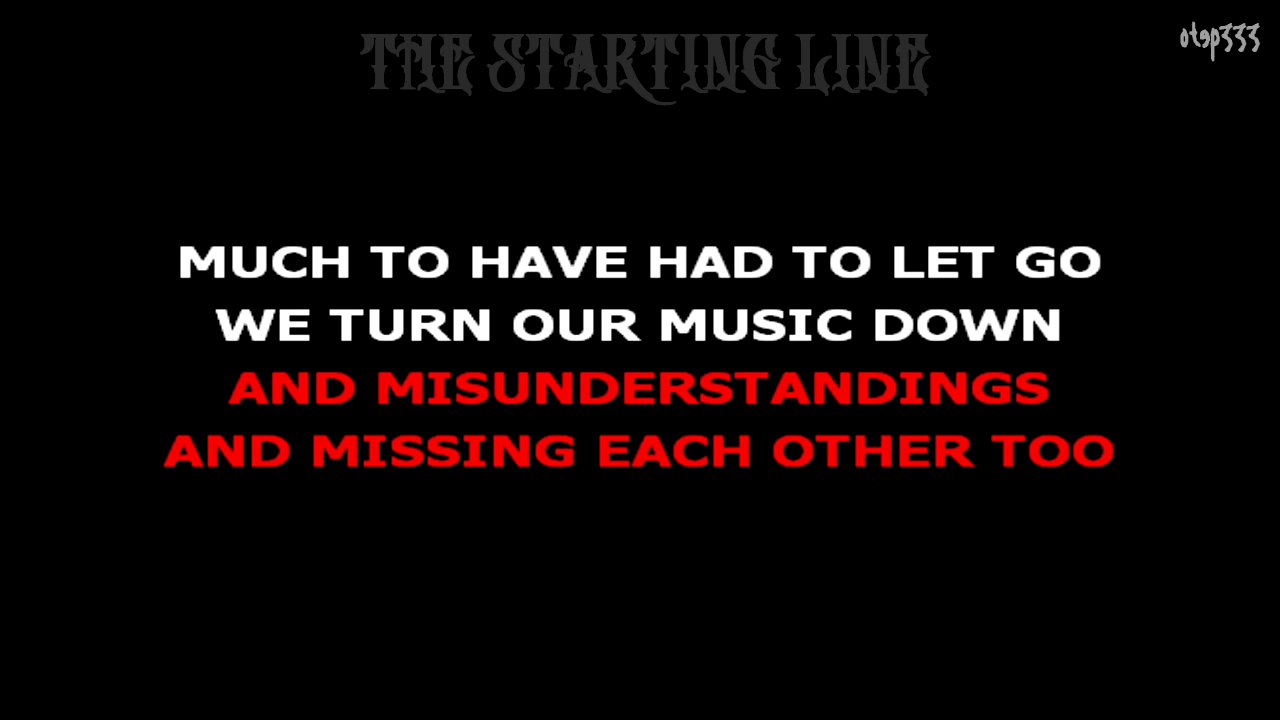 THE STARTING LINE
otep333
MUCH TO HAVE HAD TO LET GO
WE TURN OUR MUSIC DOWN
AND MISUNDERSTANDINGS
AND MISSING EACH OTHER TOO